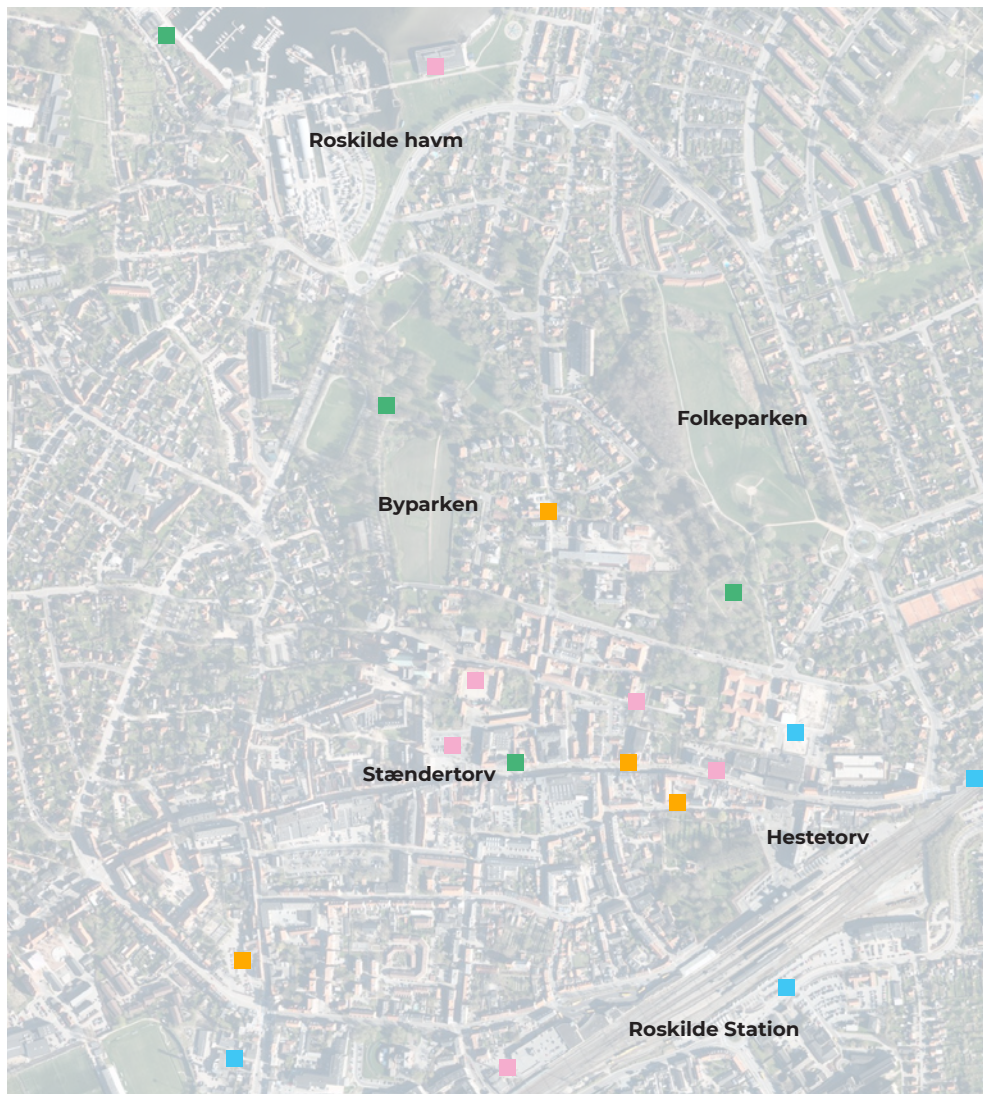 Roskilde havm
Folkeparken
Byparken
Stændertorv
Hestetorv
Roskilde Station